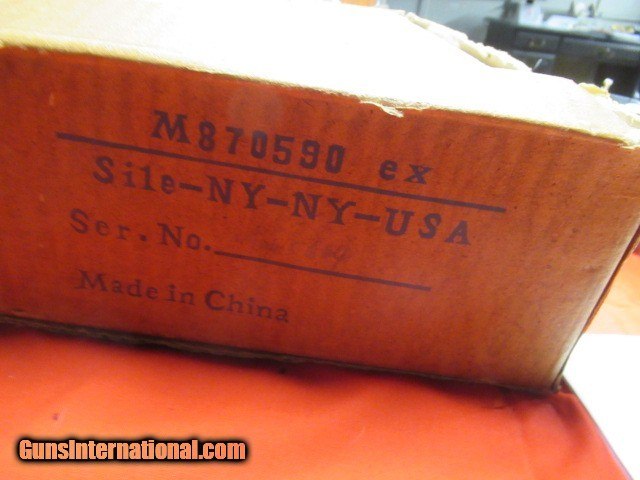 M870590 ex
Sile-NY-NY-USA
Ser. No.
Made in China
GunsInternational.com